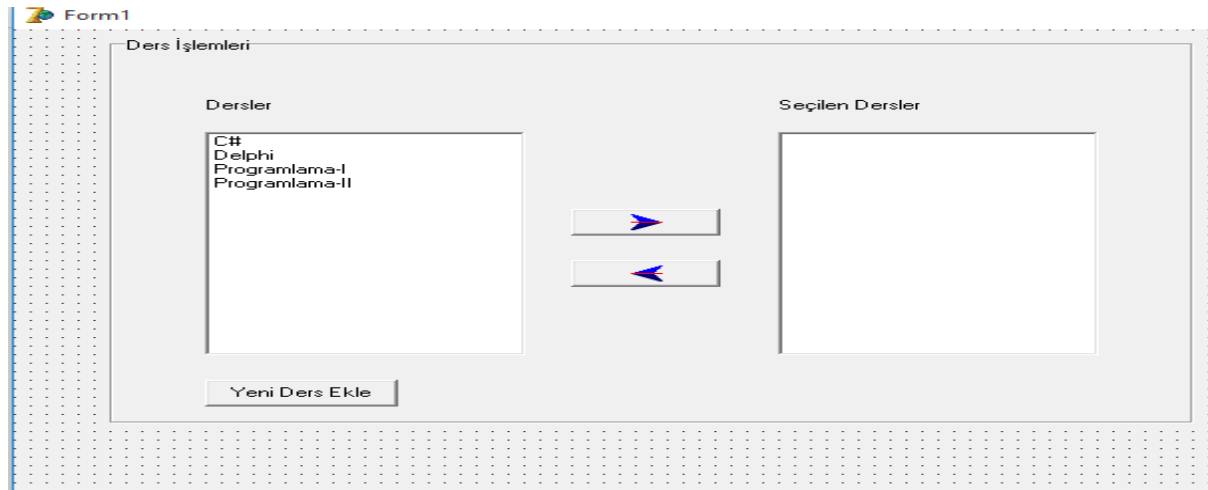 Form1
Ders İşlemleri
Dersler
Seçilen Dersler
C#
Delphi
Programlama-I
Programlama-II
Yeni Ders Ekle